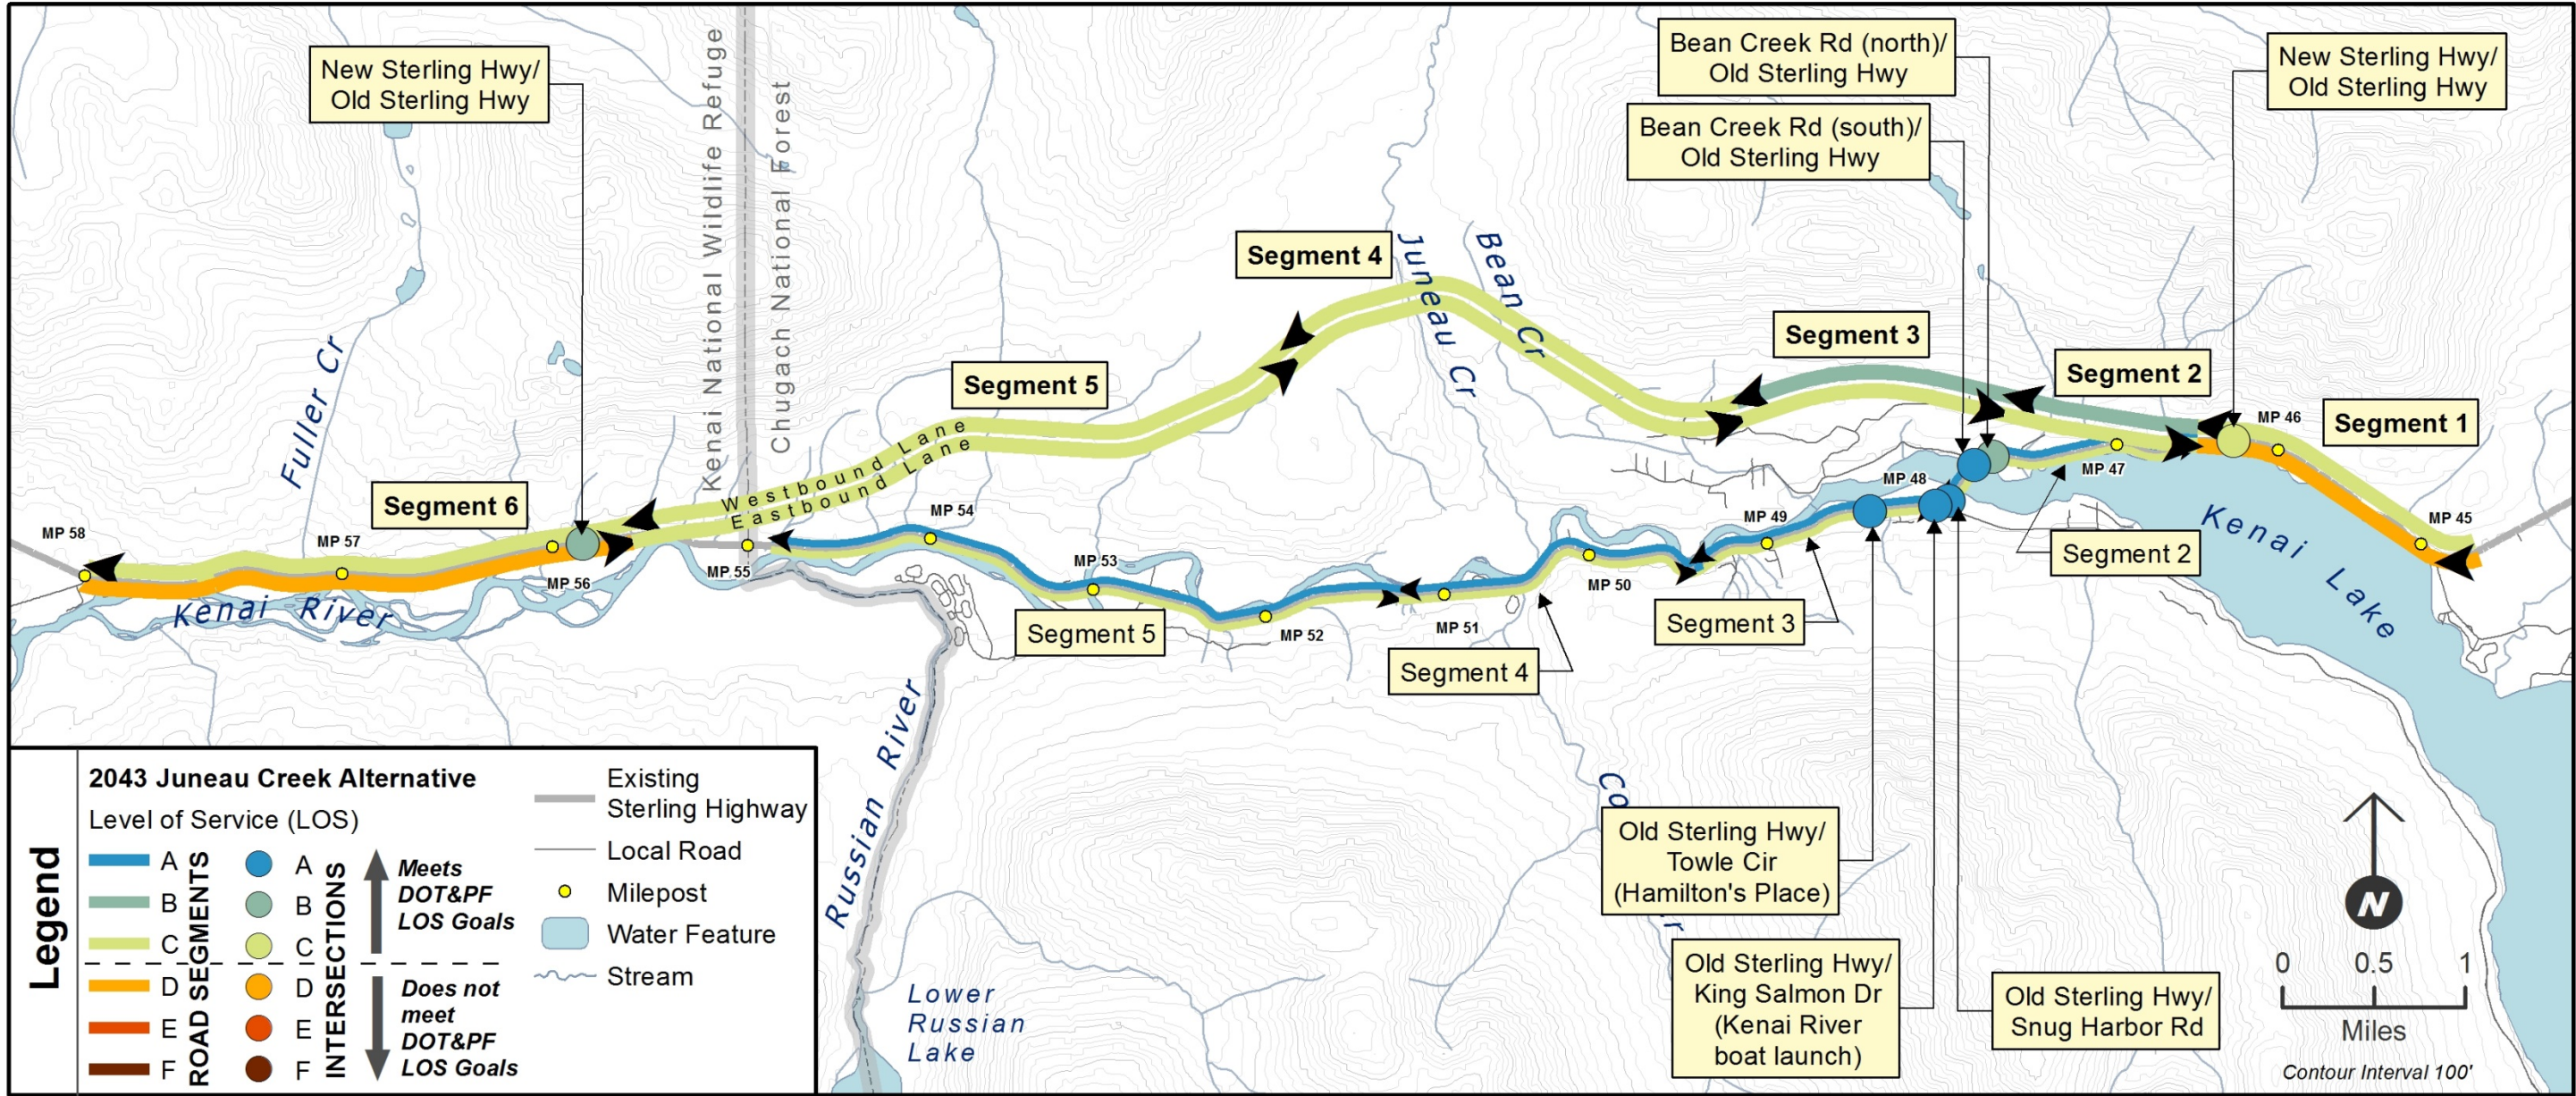 New Sterling Hwy/
Old Sterling Hwy
Kenai National Wildlife Refuge
Chugach National Forest
Bean Creek Rd (north)/
Old Sterling Hwy
Bean Creek Rd (south)/
Old Sterling Hwy
New Sterling Hwy/
Old Sterling Hwy
Segment 4
Juneau Cr
Bean Cr
Segment 3
Segment 2
Segment 1
Segment 5
Segment 6
Fuller Cr
Westbound Lane
Eastbound Lane
MP 58
MP 57
MP 56
MP 55
MP 54
MP 53
MP 52
MP 51
MP 50
MP 49
MP 48
MP 47
MP 46
MP 45
Kenai River
Kenai Lake
Segment 5
Segment 4
Segment 3
Segment 2
Russian River
Lower
Russian
Lake
Co
r
Old Sterling Hwy/
Towle Cir
(Hamilton's Place)
Old Sterling Hwy/
King Salmon Dr
(Kenai River
boat launch)
Old Sterling Hwy/
Snug Harbor Rd
N
0 0.5 1
Miles
Contour Interval 100'
Legend
2043 Juneau Creek Alternative
Level of Service (LOS)
ROAD SEGMENTS
A
B
C
D
E
F
INTERSECTIONS
A
B
C
D
E
F
Meets
DOT&PF
LOS Goals
Does not
meet
DOT&PF
LOS Goals
Existing
Sterling Highway
Local Road
Milepost
Water Feature
Stream